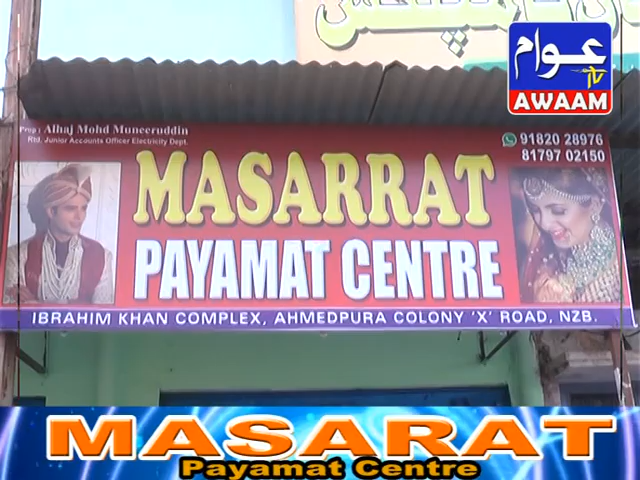 عوام
TV
AWAAM
Prop : Alhaj Mohd Muneeruddin
Rtd. Junior Accounts Officer Electricity Dept.
91820 28976
81797 02150
MASARRAT
PAYAMAT CENTRE
IBRAHIM KHAN COMPLEX, AHMEDPURA COLONY 'X' ROAD, NZB.
MASARAT
Payamat Centre